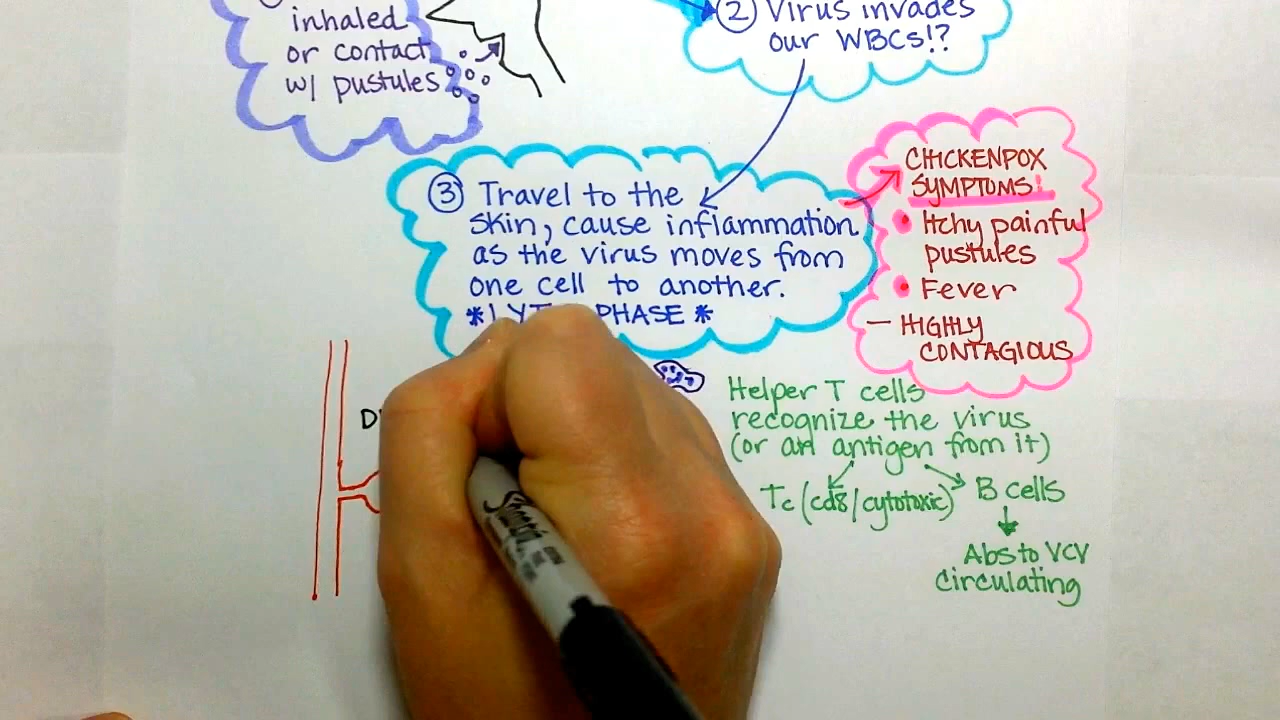 inhaled
or contact
w/ pustules
② Virus invades
our WBCs!?
③ Travel to the
skin, cause inflammation
as the virus moves from
one cell to another.
PHASE *
CHICKENPOX
SYMPTOMS!
• Itchy painful
pustules
• Fever
— HIGHLY
CONTAGIOUS
Helper T cells
recognize the virus
(or an antigen from it)
Tc (cd8/cytotoxic)
B cells
Abs to VCV
circulating
Sharpie